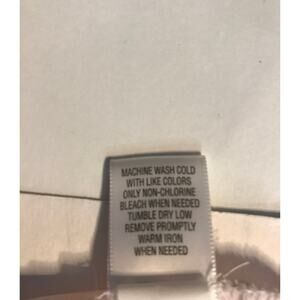 MACHINE WASH COLD
WITH LIKE COLORS
ONLY NON-CHLORINE
BLEACH WHEN NEEDED
TUMBLE DRY LOW
REMOVE PROMPTLY
WARM IRON
WHEN NEEDED